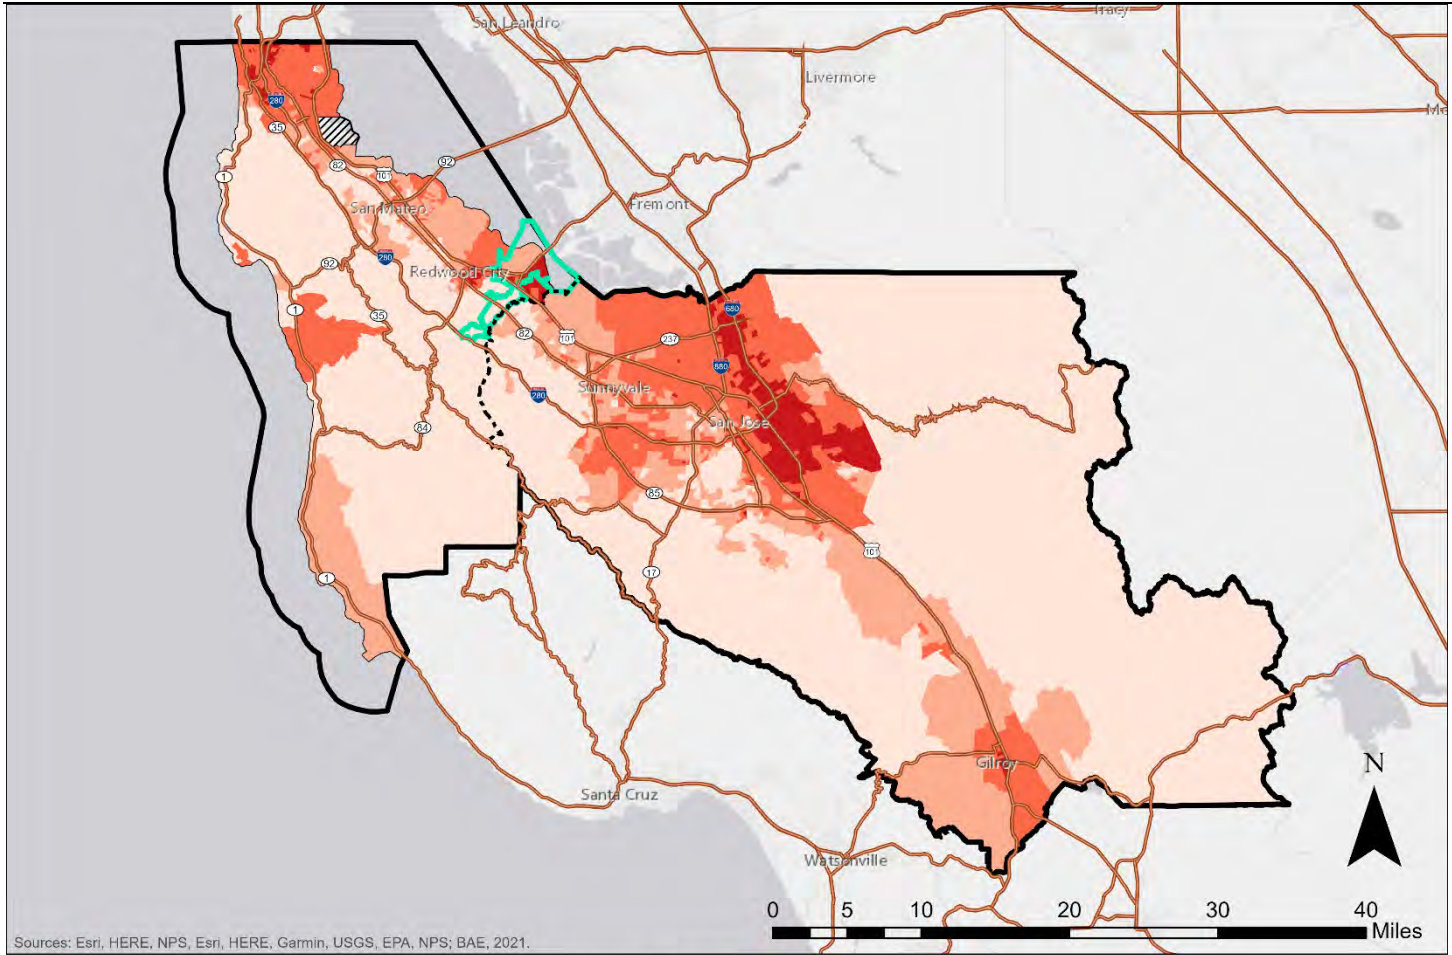 San Leandro
Tracy
Livermore
280
35
82
92
101
1
San Mateo
Fremont
280
92
Redwood City
680
1
35
82
101
237
880
Sunnyvale
280
San Jose
84
85
101
1
17
Gilroy
N
Santa Cruz
Watsonville
0 5 10 20 30 40
Miles
Sources: Esri, HERE, NPS, Esri, HERE, Garmin, USGS, EPA, NPS; BAE, 2021.